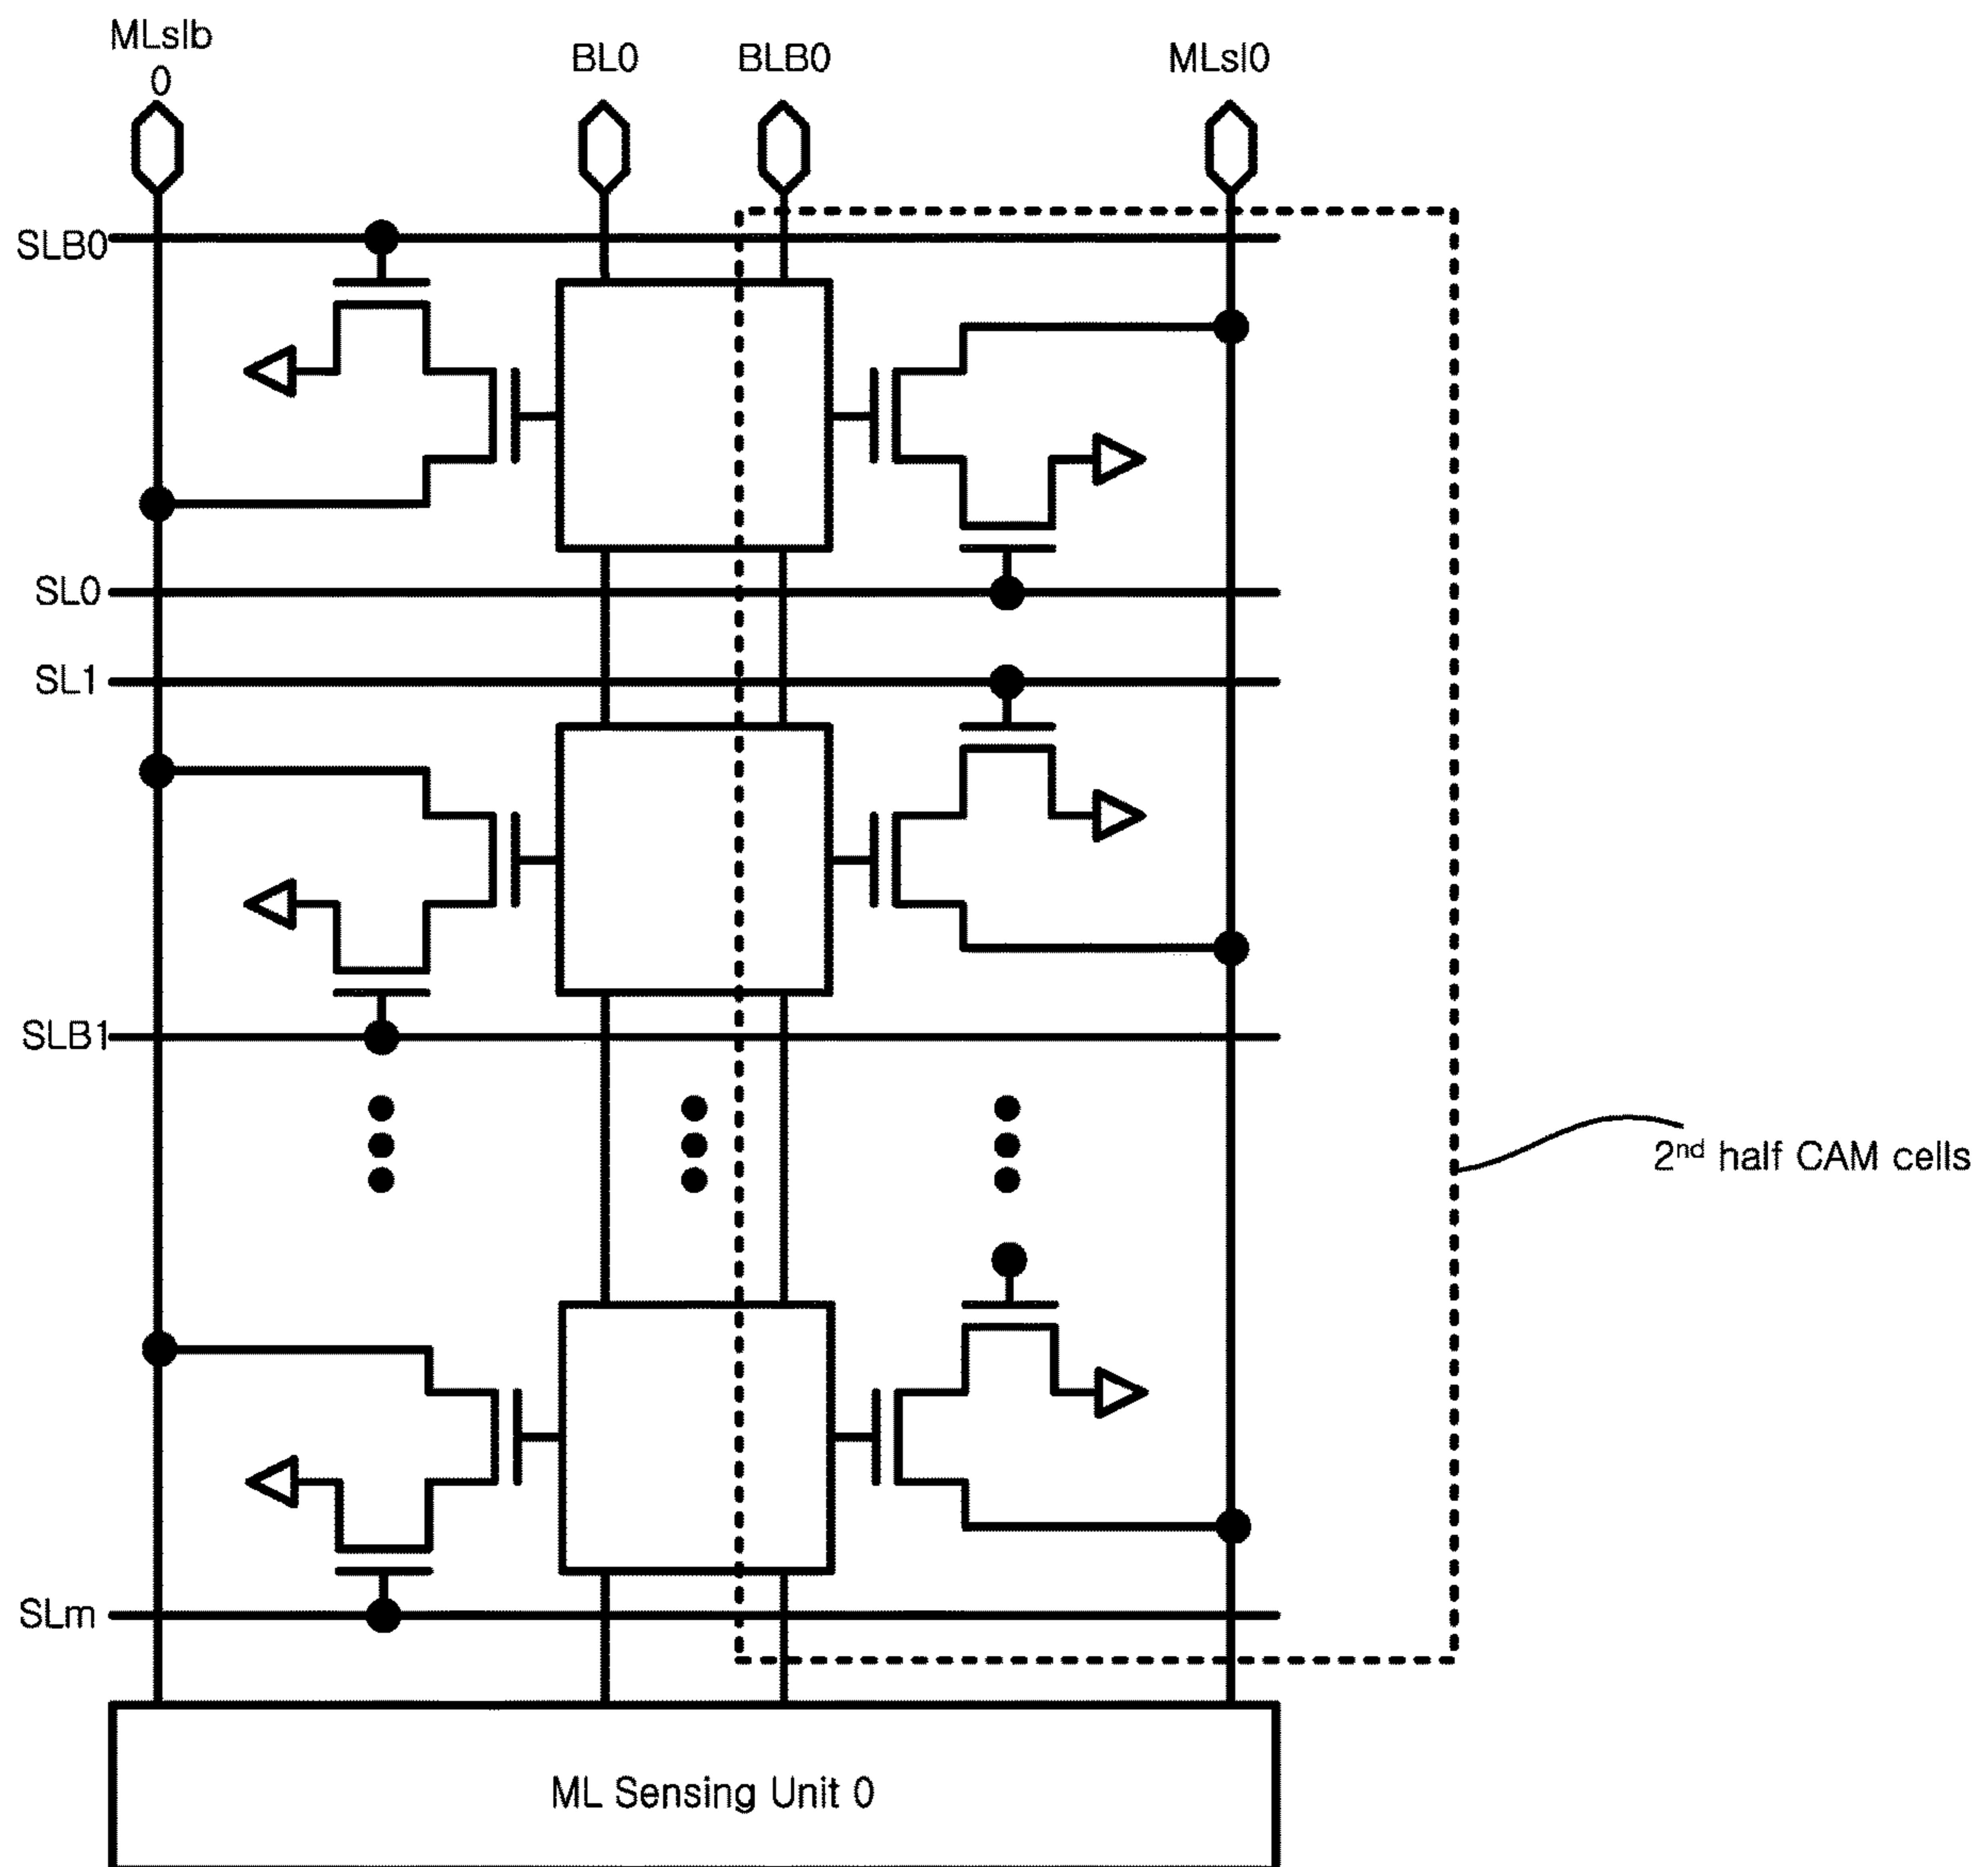 MLslb
0
BL0
BLB0
MLsl0
SLB0
SL0
SL1
SLB1
2nd half CAM cells
SLm
ML Sensing Unit 0